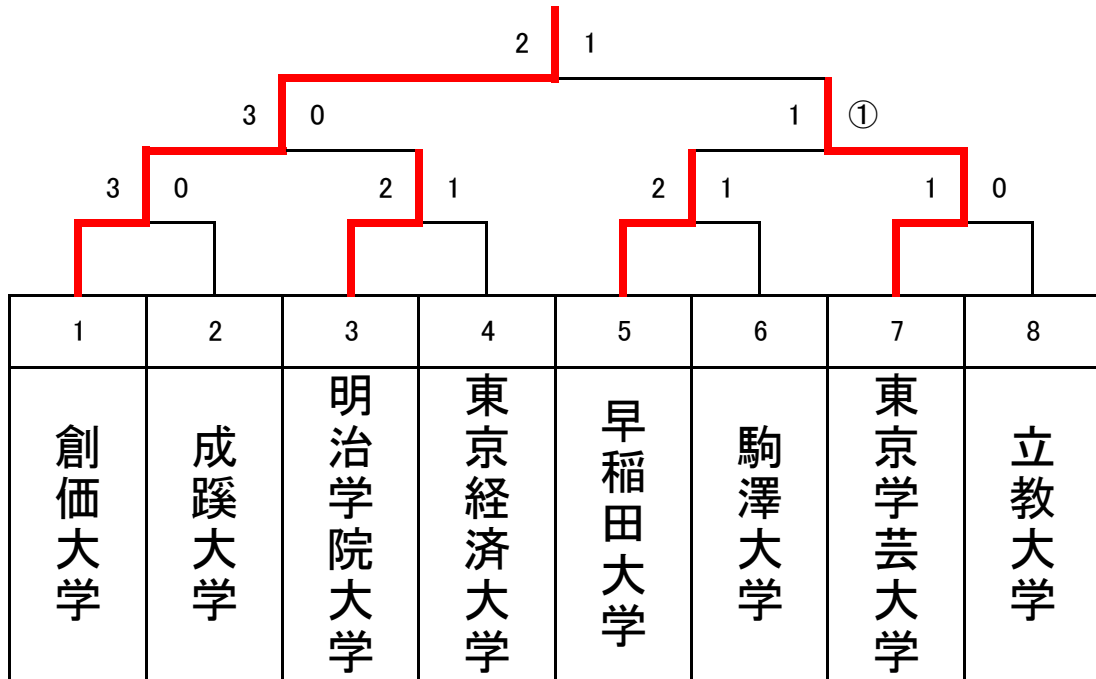 2 1
3 0 1 ①
3 0 2 1 2 1 1 0
1 2 3 4 5 6 7 8
創価大学
成蹊大学
明治学院大学
東京経済大学
早稲田大学
駒澤大学
東京学芸大学
立教大学